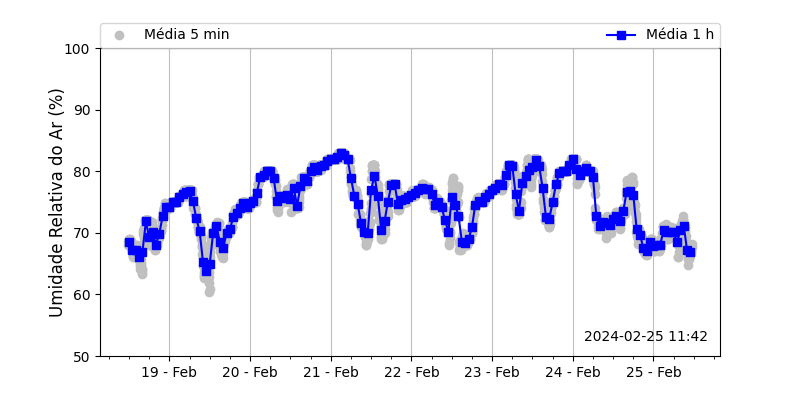 Média 5 min
Média 1 h
Umidade Relativa do Ar (%)
100
90
80
70
60
50
2024-02-25 11:42
19 - Feb
20 - Feb
21 - Feb
22 - Feb
23 - Feb
24 - Feb
25 - Feb